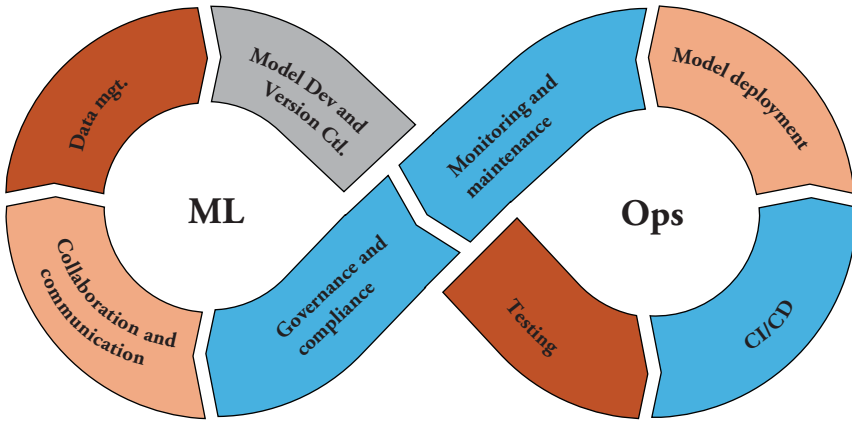 Data mgt.
Model Dev and
Version Ctl.
Monitoring and
maintenance
Model deployment
ML
Ops
Collaboration and
communication
Governance and
compliance
Testing
CI/CD